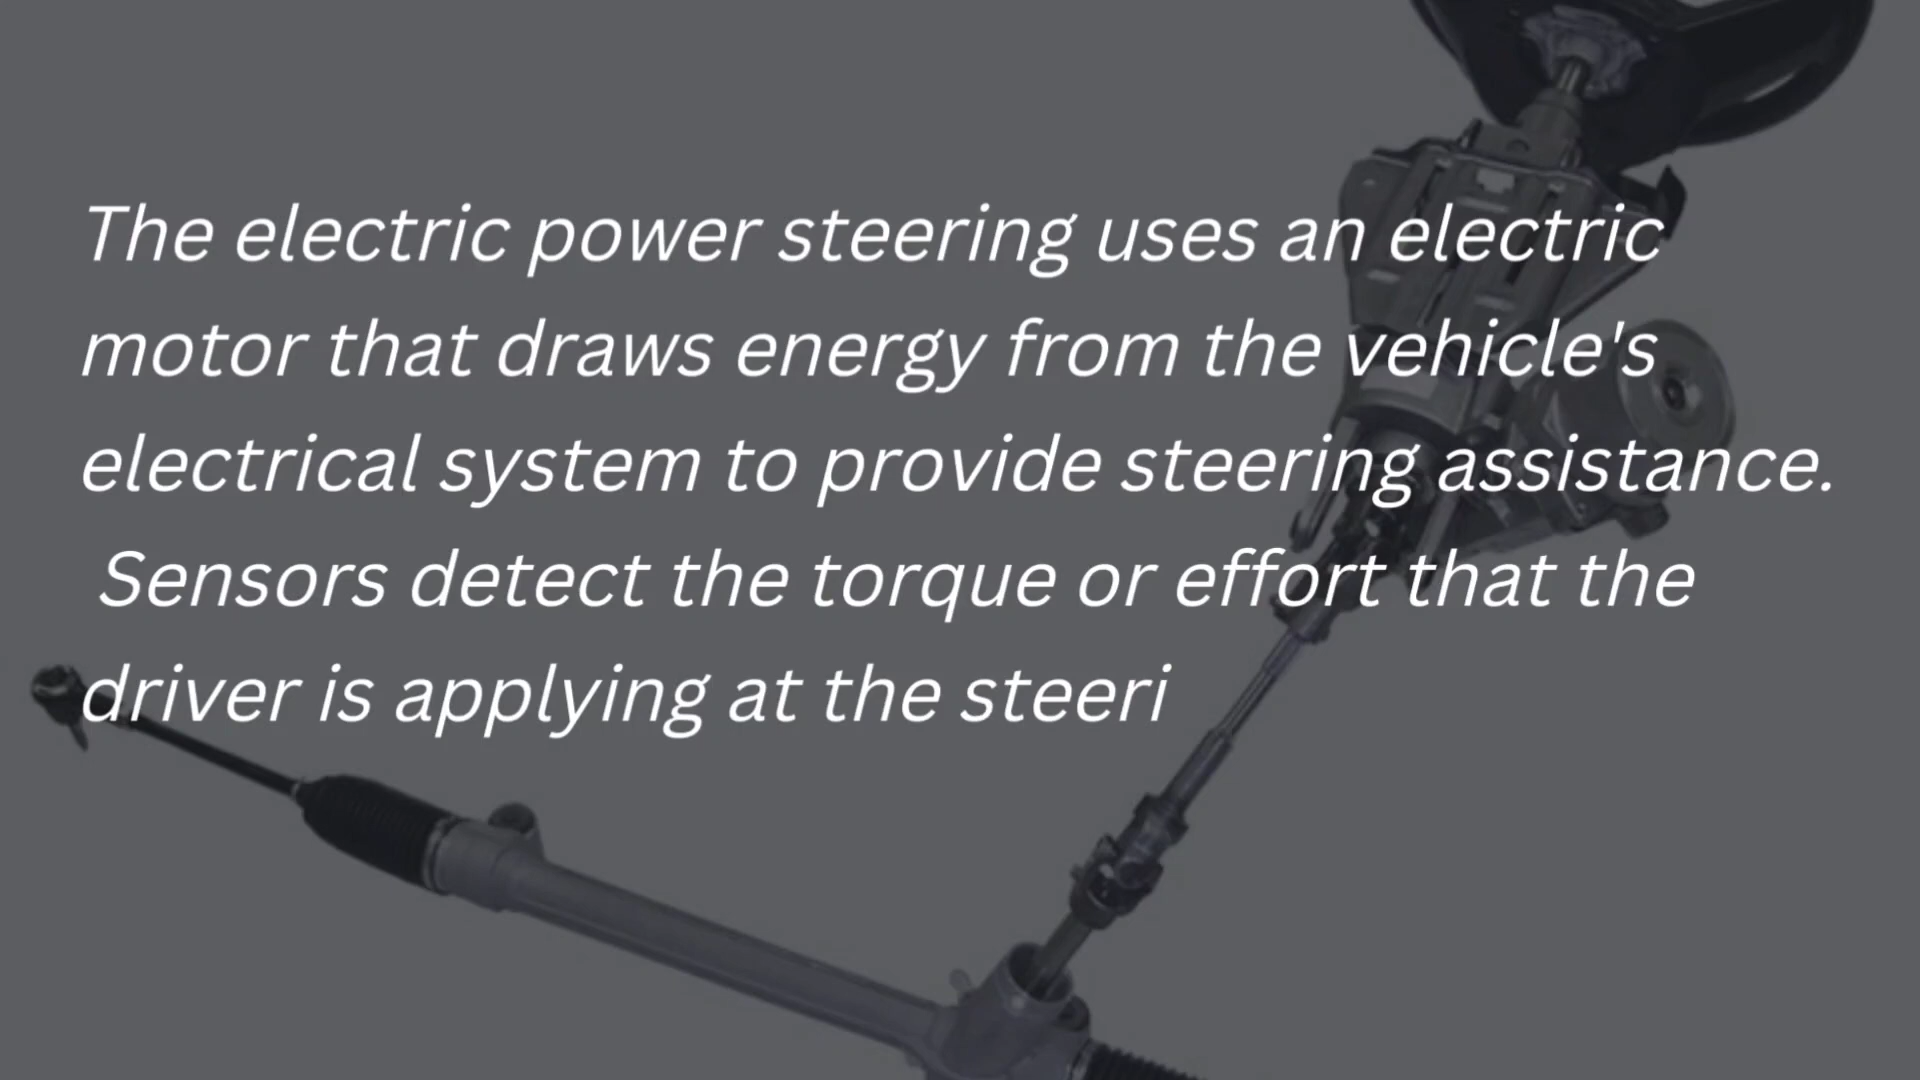 The electric power steering uses an electric
motor that draws energy from the vehicle's
electrical system to provide steering assistance.
Sensors detect the torque or effort that the
driver is applying at the steeri